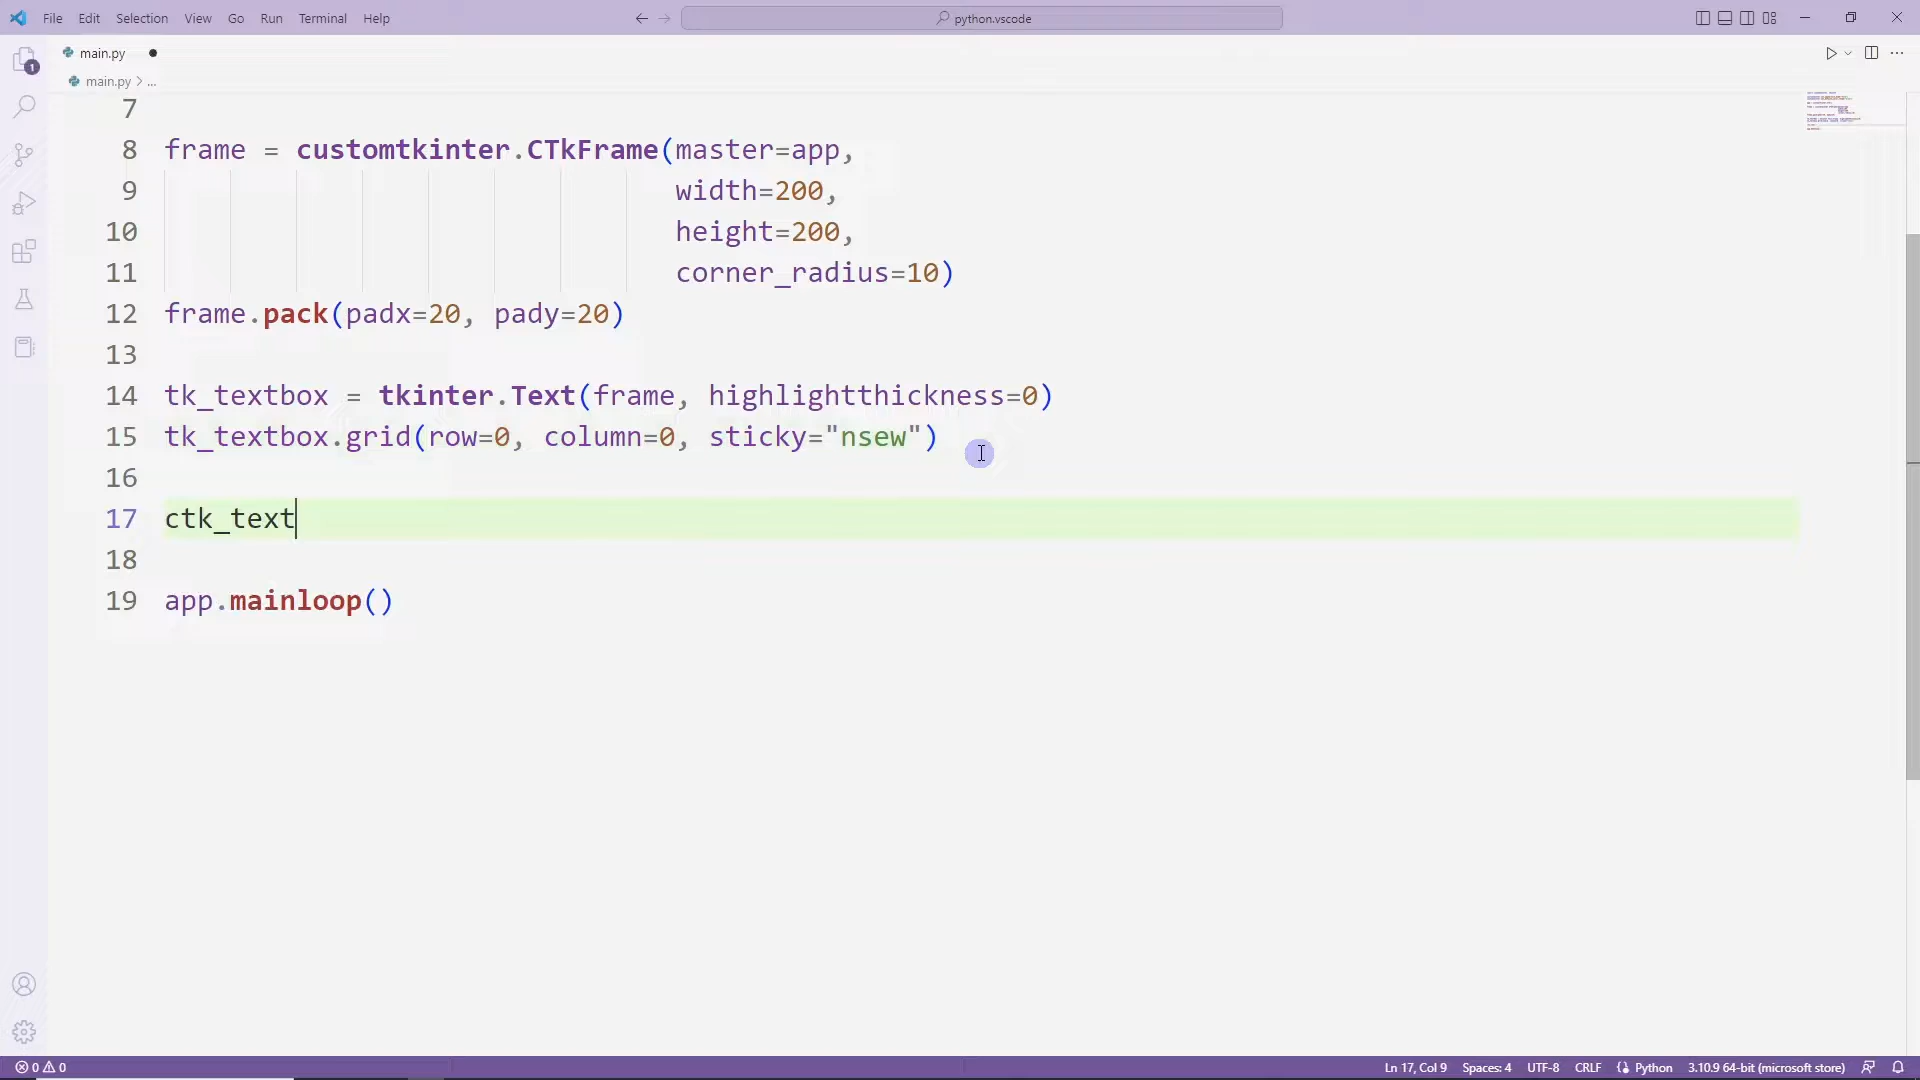 File Edit Selection View Go Run Terminal Help
python.vscode
main.py
main.py > ...
1
7
8 frame = customtkinter.CTkFrame(master=app,
9 width=200,
10 height=200,
11 corner_radius=10)
12 frame.pack(padx=20, pady=20)
13
14 tk_textbox = tkinter.Text(frame, highlightthickness=0)
15 tk_textbox.grid(row=0, column=0, sticky="nsew")
16
17 ctk_text
18
19 app.mainloop()
0 0 Ln 17, Col 9 Spaces: 4 UTF-8 CRLF Python 3.10.9 64-bit (microsoft store)